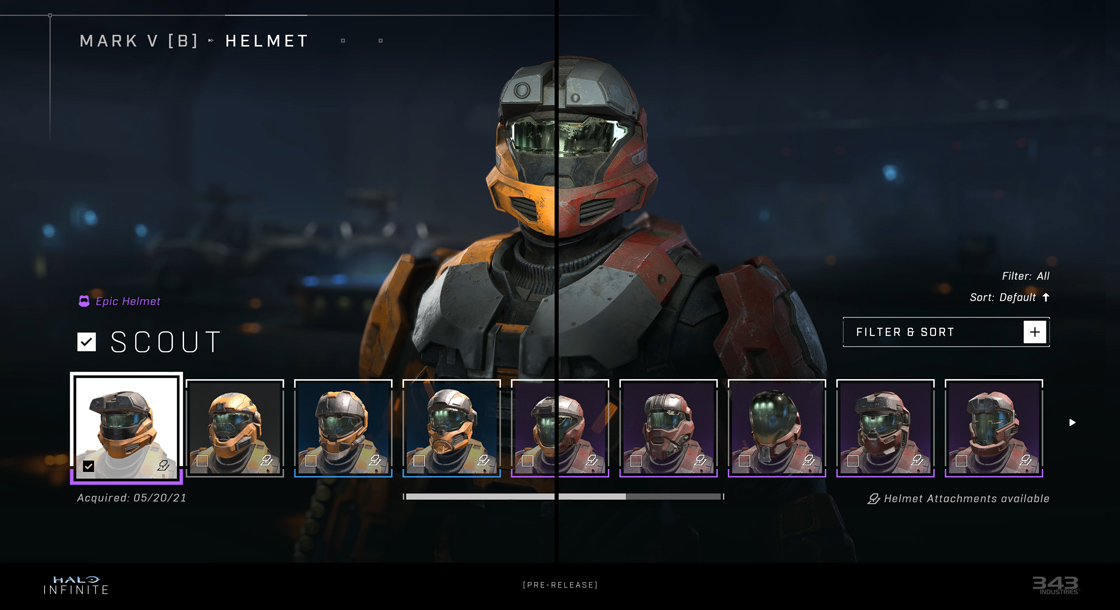 MARK V [B] HELMET
Filter: All
Sort: Default
Epic Helmet
SCOUT
FILTER & SORT
Acquired: 05/20/21
Helmet Attachments available
HALO
INFINITE
[PRE-RELEASE]
343
INDUSTRIES